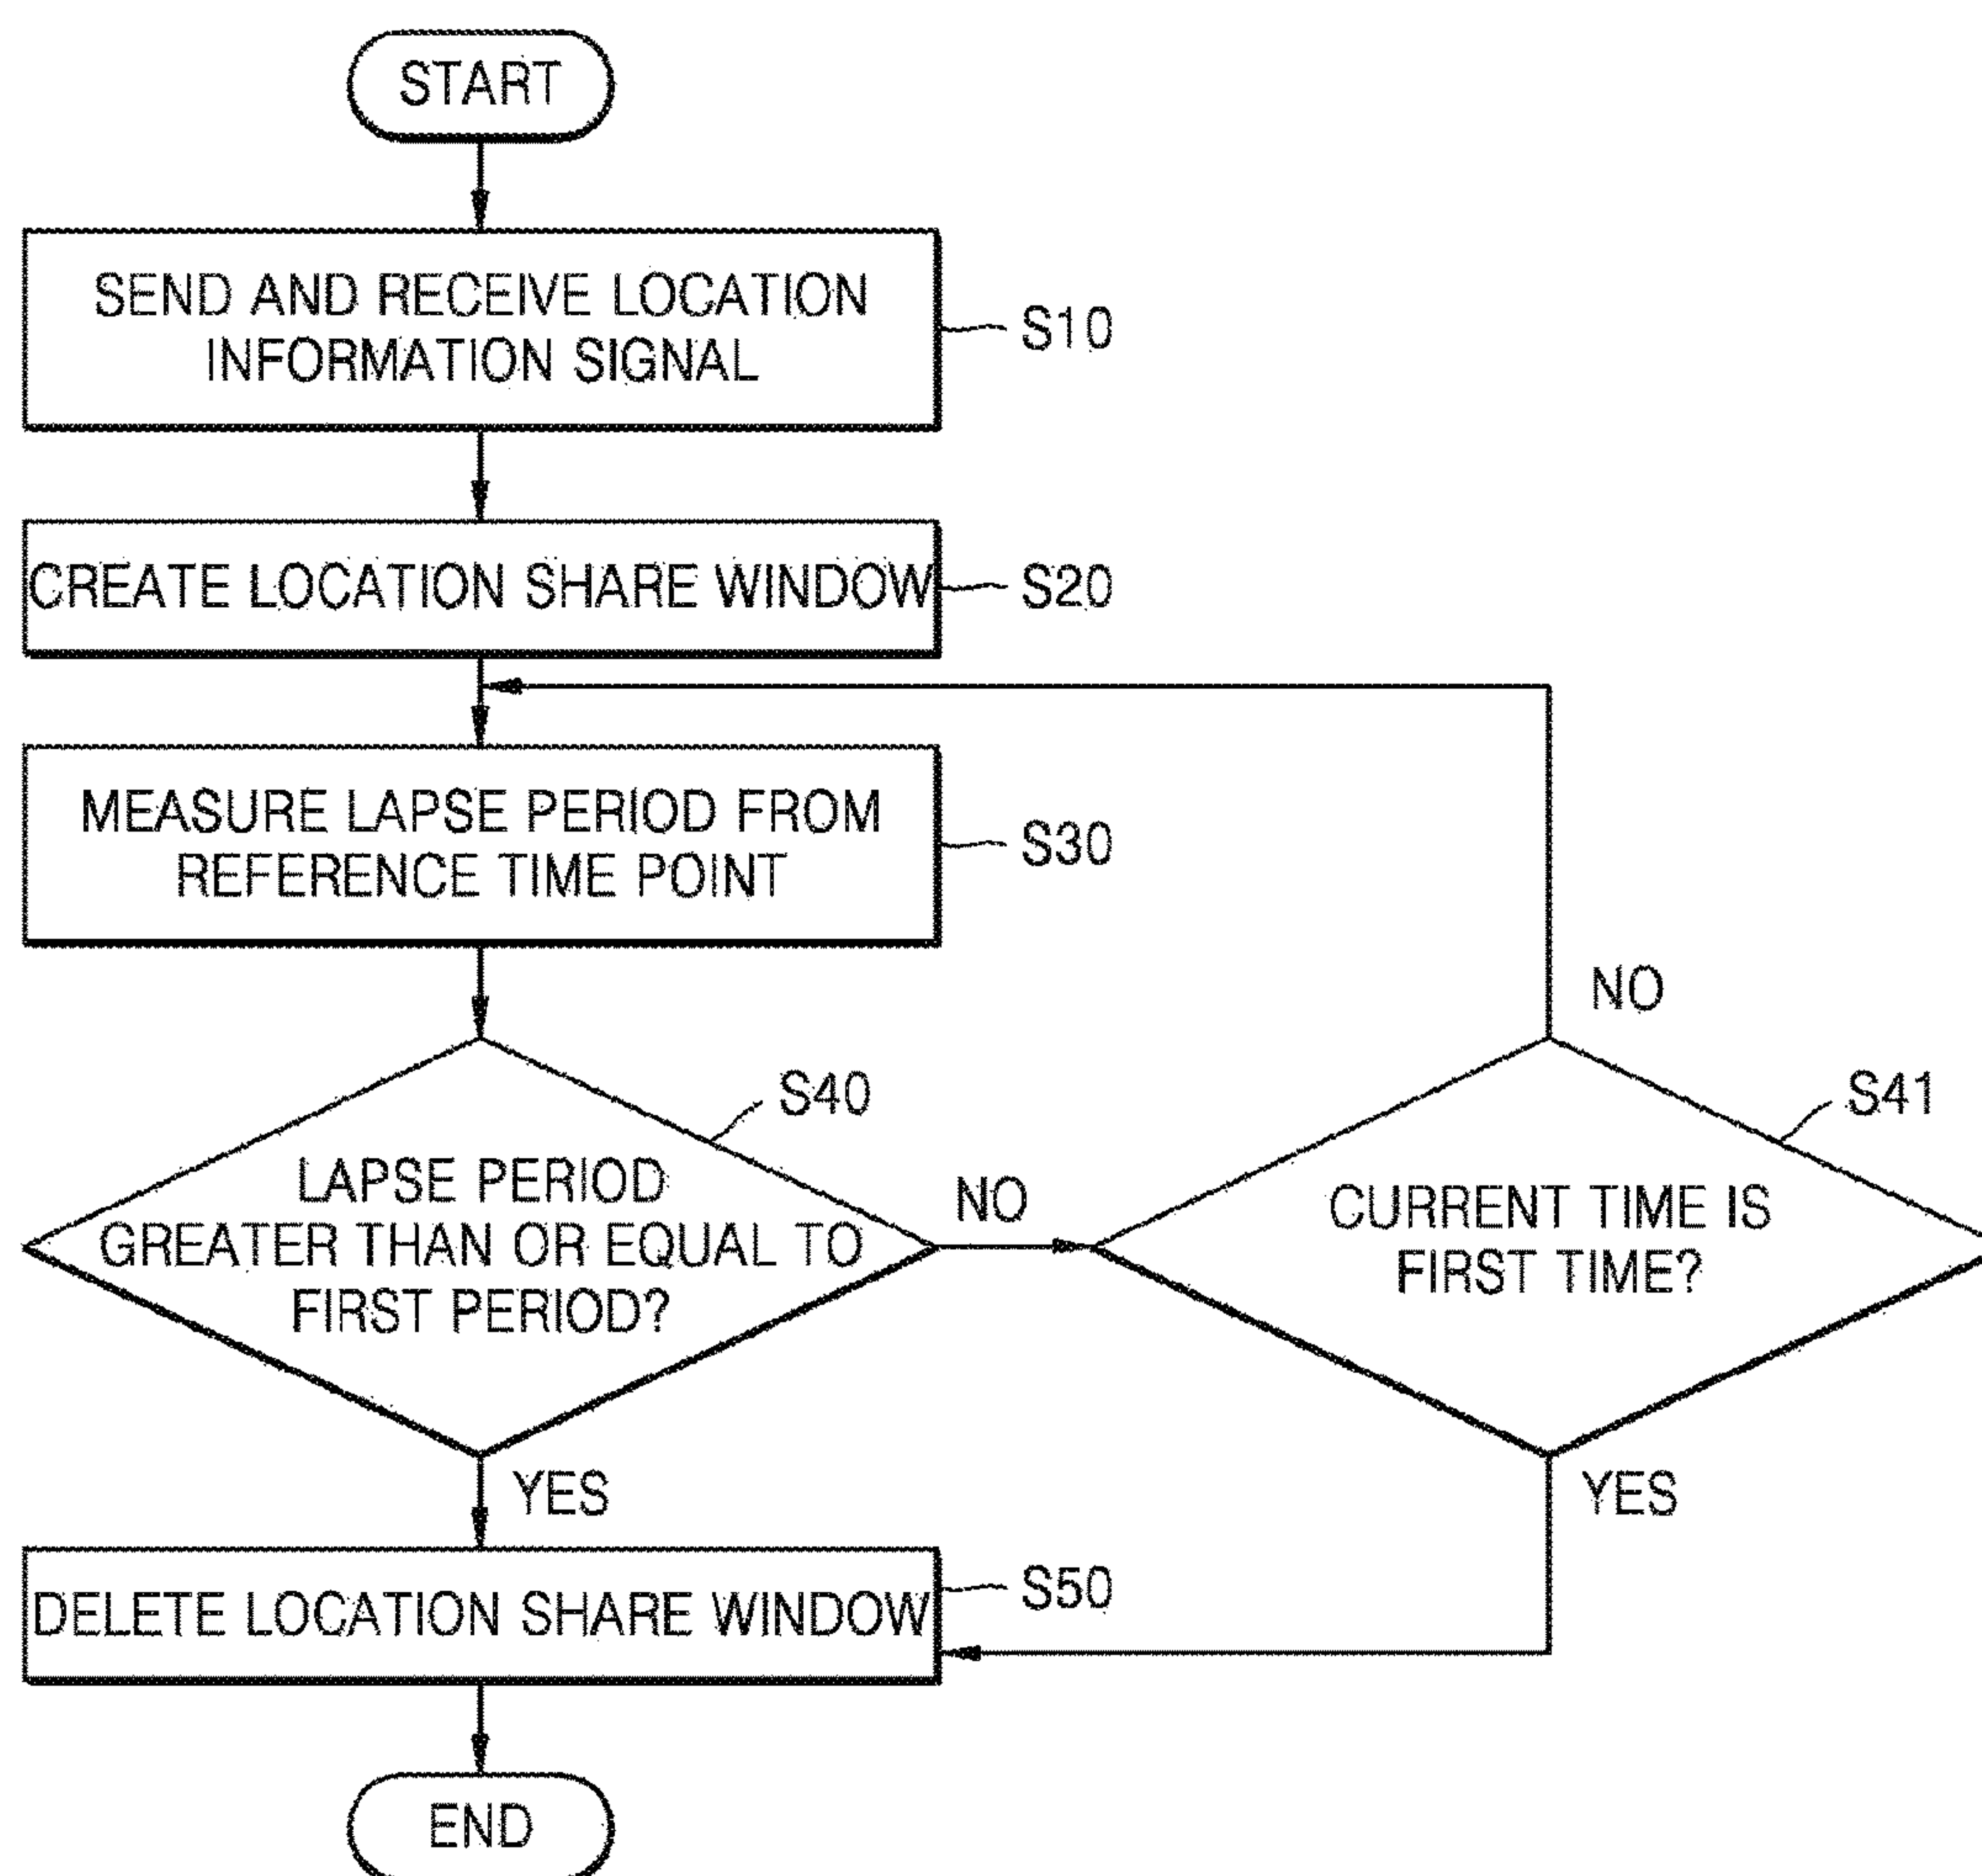 START
SEND AND RECEIVE LOCATION
INFORMATION SIGNAL
S10
CREATE LOCATION SHARE WINDOW
S20
MEASURE LAPSE PERIOD FROM
REFERENCE TIME POINT
S30
NO
S40
S41
LAPSE PERIOD
GREATER THAN OR EQUAL TO
FIRST PERIOD?
NO
CURRENT TIME IS
FIRST TIME?
YES
YES
DELETE LOCATION SHARE WINDOW
S50
END